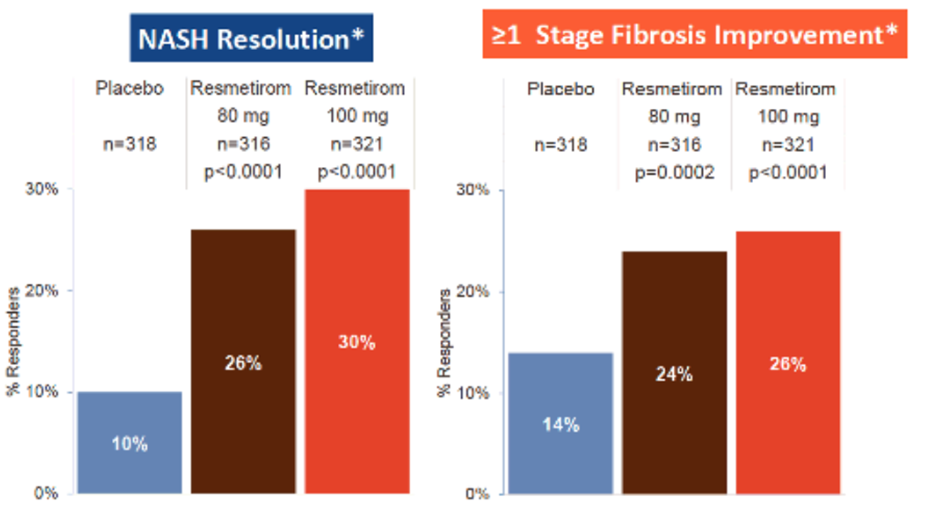 NASH Resolution*
Placebo
n=318
Resmetirom
80 mg
n=316
p<0.0001
Resmetirom
100 mg
n=321
p<0.0001
30%
20%
10%
0%
% Responders
10%
26%
30%
≥1 Stage Fibrosis Improvement*
Placebo
n=318
Resmetirom
80 mg
n=316
p=0.0002
Resmetirom
100 mg
n=321
p<0.0001
30%
20%
10%
0%
% Responders
14%
24%
26%